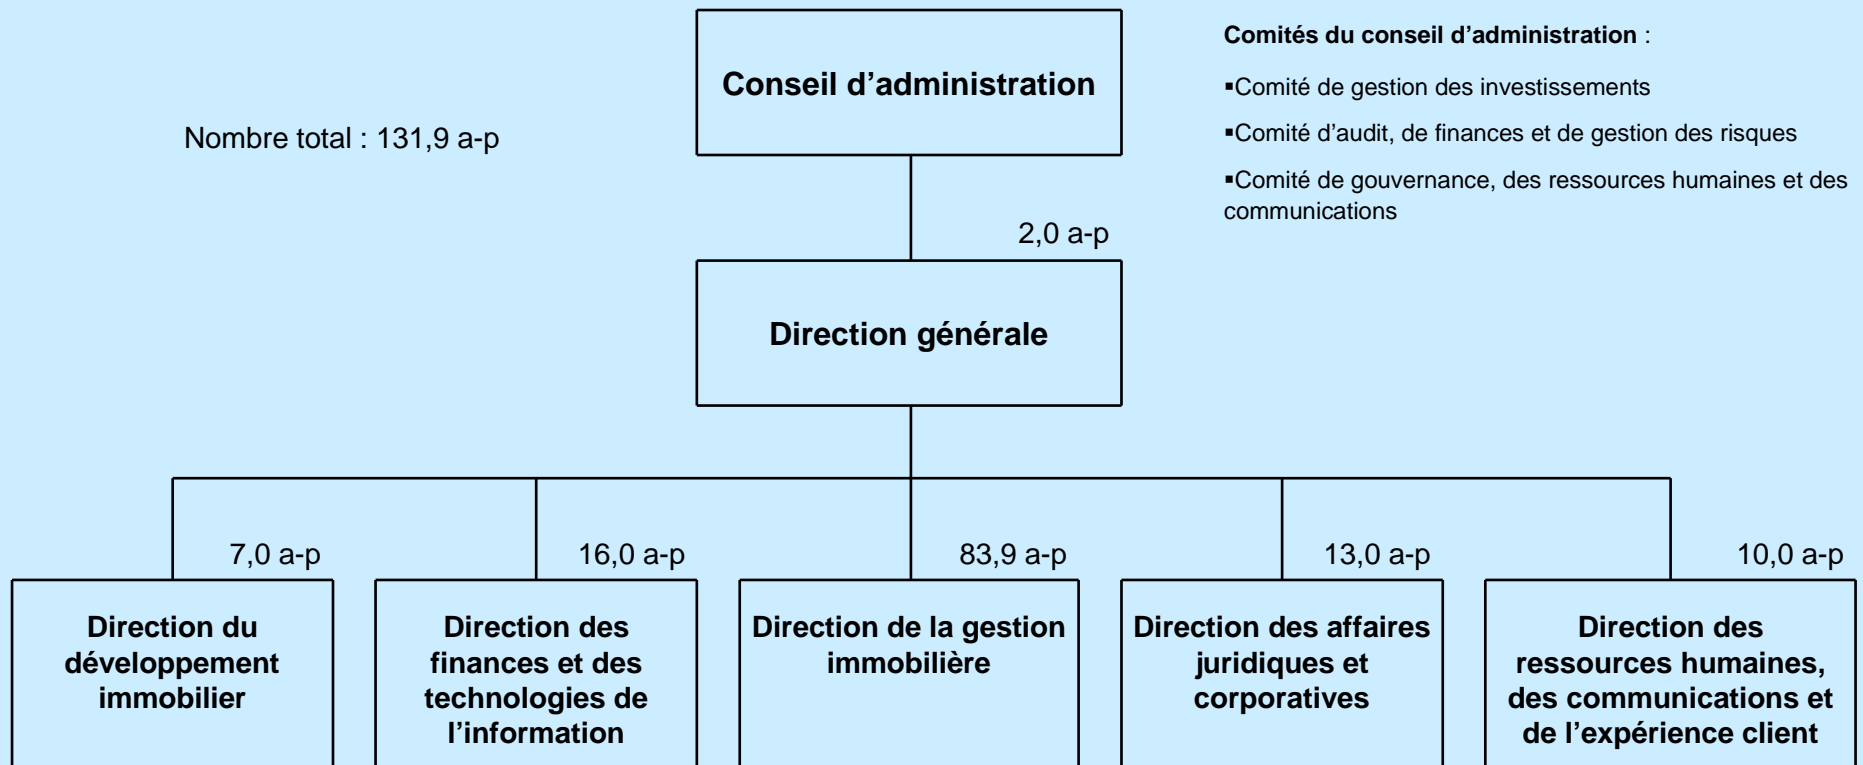 Conseil d’administration
Nombre total : 131,9 a-p
Comités du conseil d’administration :
▪Comité de gestion des investissements
▪Comité d’audit, de finances et de gestion des risques
▪Comité de gouvernance, des ressources humaines et des
communications
2,0 a-p
Direction générale
7,0 a-p
Direction du
développement
immobilier
16,0 a-p
Direction des
finances et des
technologies de
l’information
83,9 a-p
Direction de la gestion
immobilière
13,0 a-p
Direction des affaires
juridiques et
corporatives
10,0 a-p
Direction des
ressources humaines,
des communications et
de l’expérience client